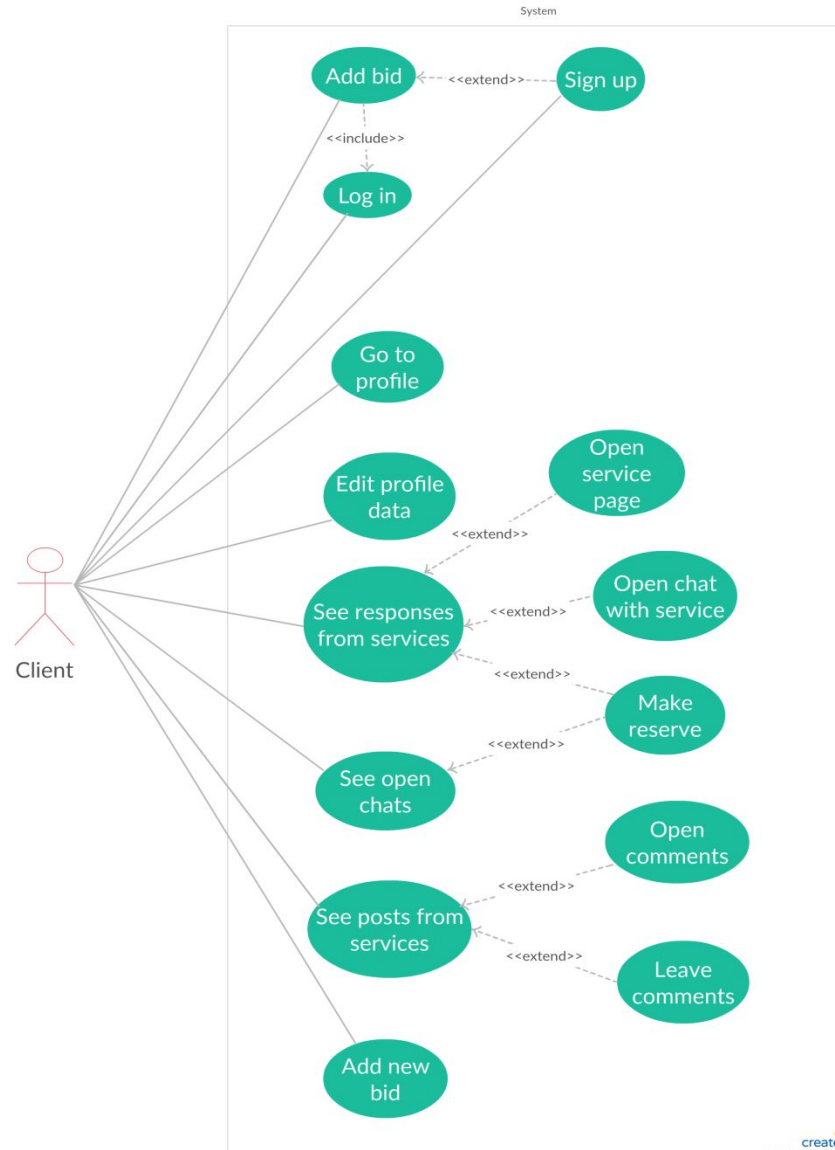 System
Add bid
<<extend>>
Sign up
<<include>>
Log in
Go to
profile
Open
service
page
Edit profile
data
<<extend>>
See responses
from services
<<extend>>
Open chat
with service
Client
<<extend>>
Make
reserve
<<extend>>
See open
chats
Open
comments
<<extend>>
See posts from
services
<<extend>>
Leave
comments
Add new
bid
create